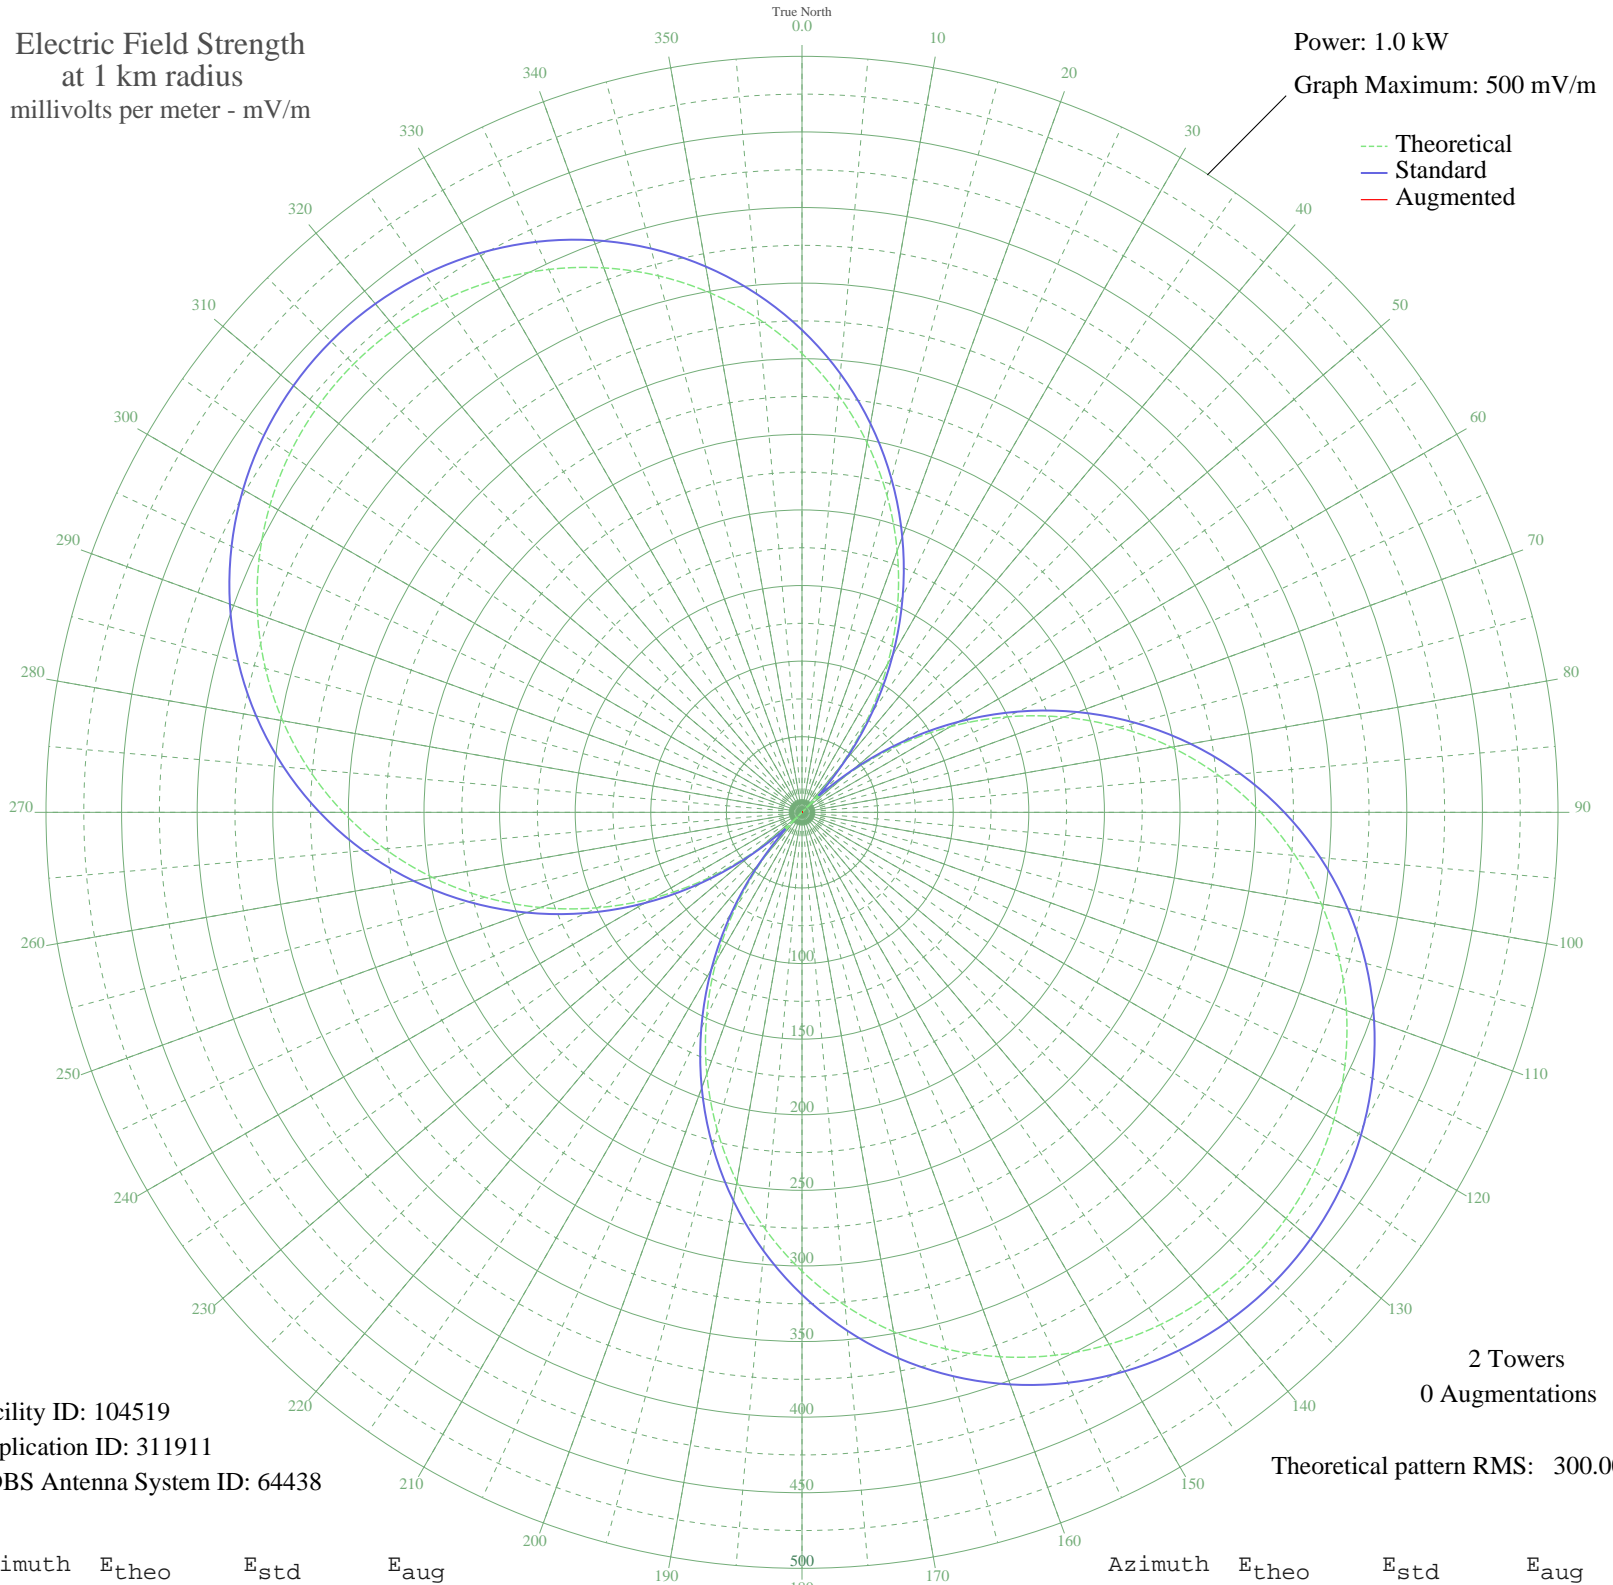 True North
0.0
Electric Field Strength
at 1 km radius
millivolts per meter - mV/m
Power: 1.0 kW
Graph Maximum: 500 mV/m
Theoretical
Standard
Augmented
10
20
30
40
50
60
70
80
90
100
110
120
130
140
150
160
170
190
200
210
220
230
240
250
260
270
280
290
300
310
320
330
340
350
100
150
200
250
300
350
400
450
500
2 Towers
0 Augmentations
Theoretical pattern RMS: 300.00
cility ID: 104519
plication ID: 311911
DBS Antenna System ID: 64438
imuth Etheo Estd Eaug
Azimuth Etheo Estd Eaug